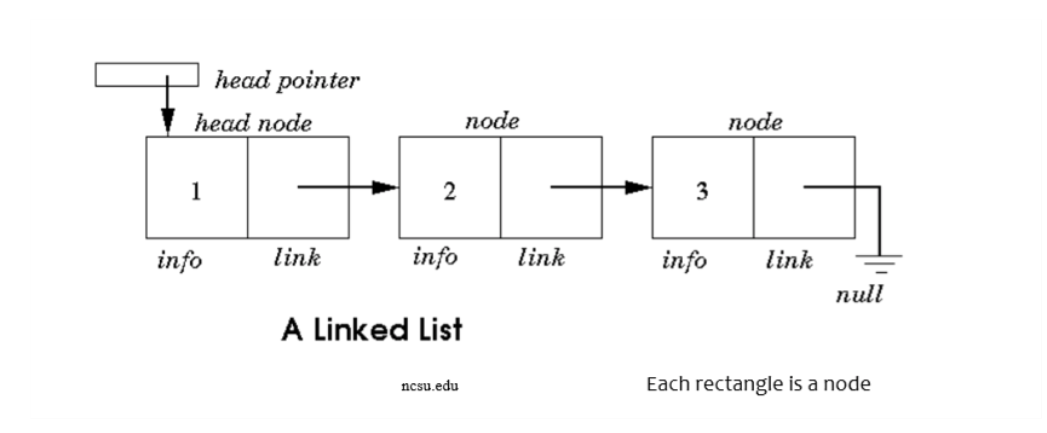 head pointer
head node
node
node
1
2
3
info
link
info
link
info
link
null
A Linked List
ncsu.edu
Each rectangle is a node